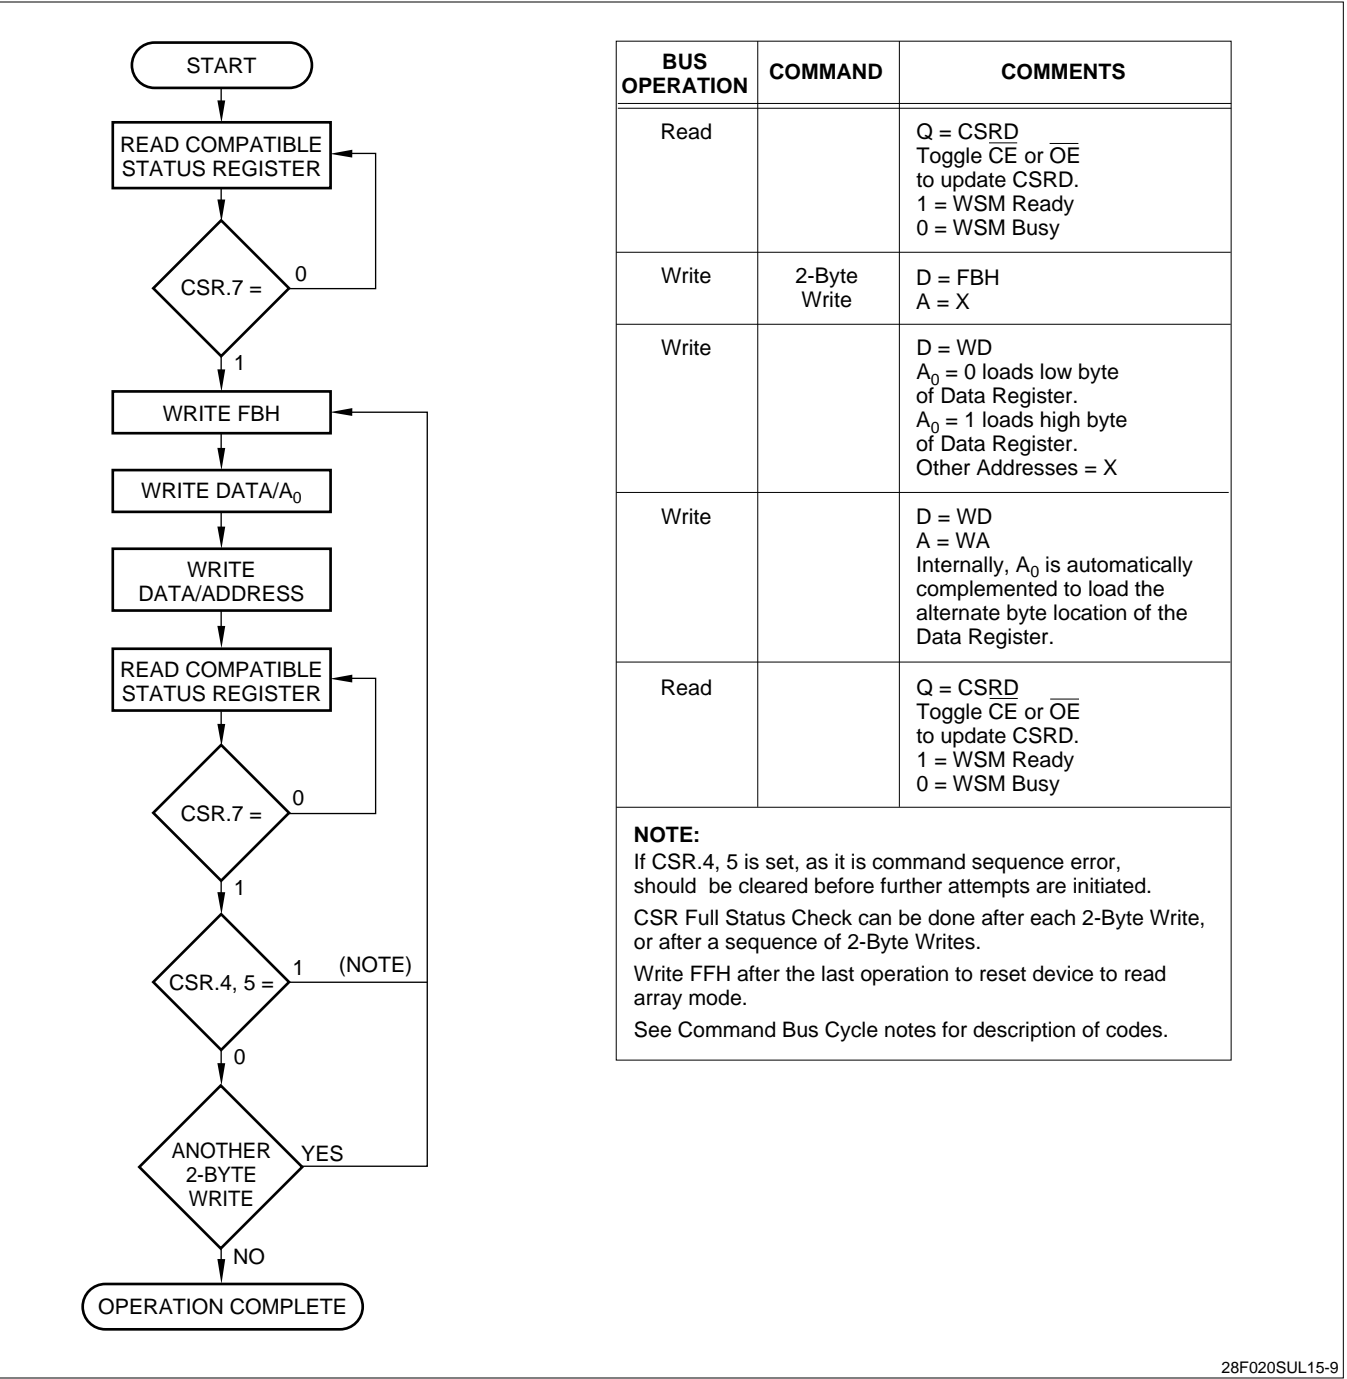 START
READ COMPATIBLE
STATUS REGISTER
CSR.7 =
0
1
WRITE FBH
WRITE DATA/A0
WRITE
DATA/ADDRESS
READ COMPATIBLE
STATUS REGISTER
CSR.7 =
0
1
CSR.4, 5 =
1
(NOTE)
0
ANOTHER
2-BYTE
WRITE
YES
NO
OPERATION COMPLETE
BUS
OPERATION
COMMAND
COMMENTS
Read
Q = CSRD
Toggle C̅E̅ or O̅E̅
to update CSRD.
1 = WSM Ready
0 = WSM Busy
Write
2-Byte
Write
D = FBH
A = X
Write
D = WD
A0 = 0 loads low byte
of Data Register.
A0 = 1 loads high byte
of Data Register.
Other Addresses = X
Write
D = WD
A = WA
Internally, A0 is automatically
complemented to load the
alternate byte location of the
Data Register.
Read
Q = CSRD
Toggle C̅E̅ or O̅E̅
to update CSRD.
1 = WSM Ready
0 = WSM Busy
NOTE:
If CSR.4, 5 is set, as it is command sequence error,
should be cleared before further attempts are initiated.
CSR Full Status Check can be done after each 2-Byte Write,
or after a sequence of 2-Byte Writes.
Write FFH after the last operation to reset device to read
array mode.
See Command Bus Cycle notes for description of codes.
28F020SUL15-9